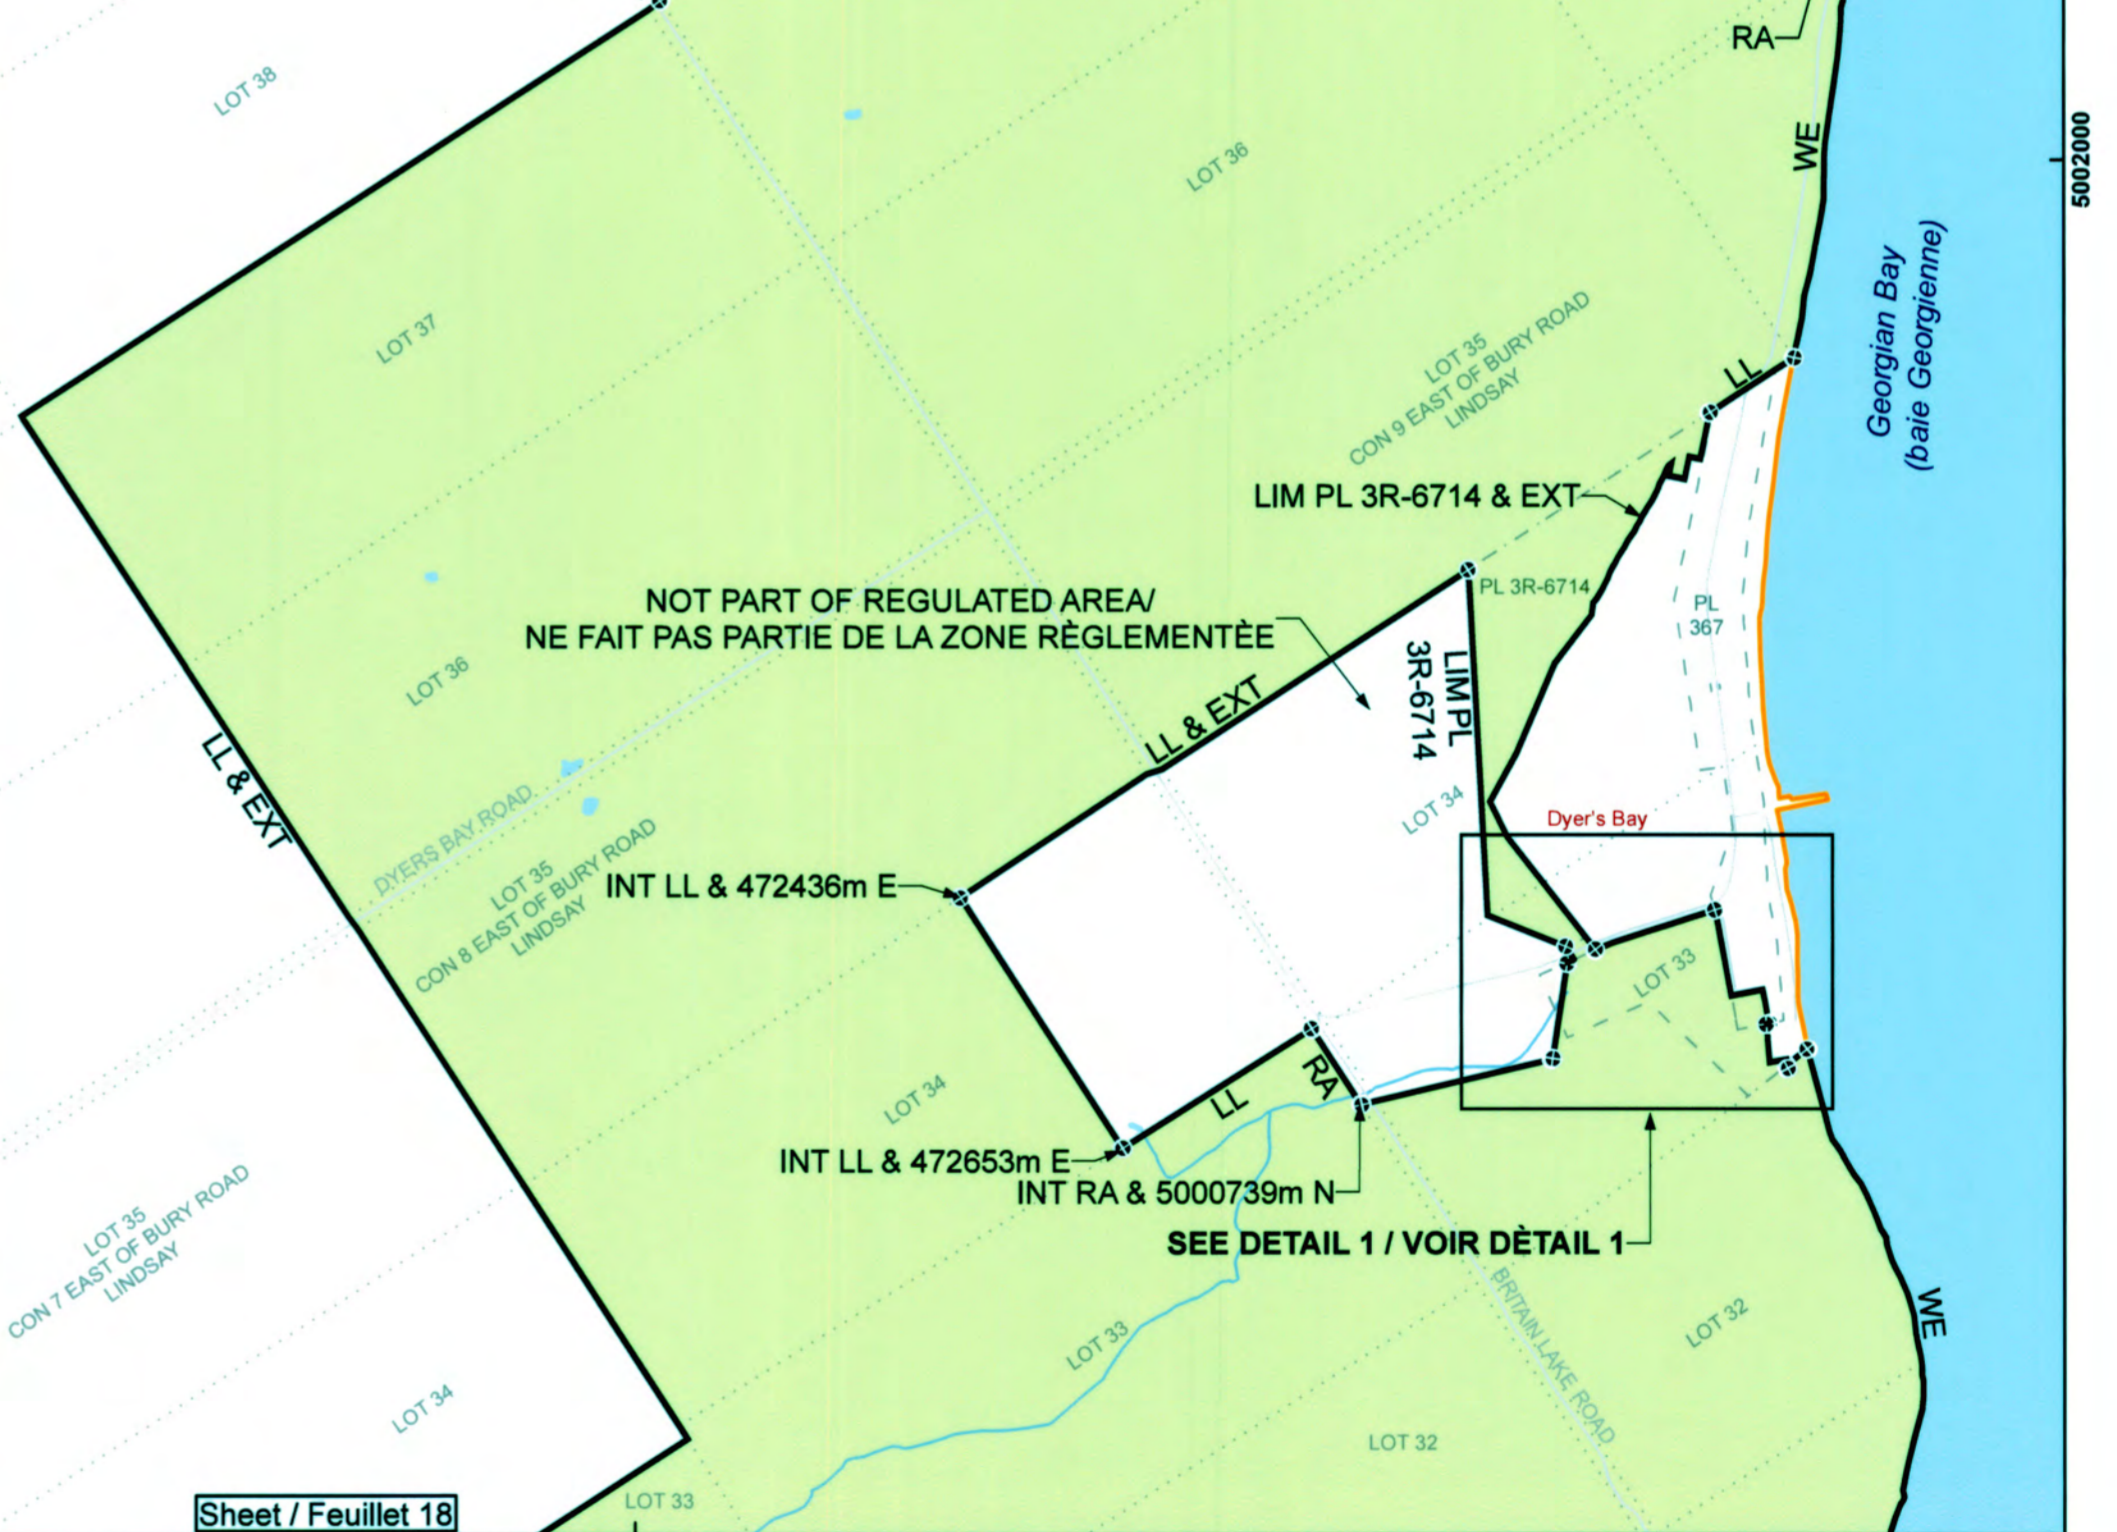 RA
LOT 38
WE
5002000
LOT 36
Georgian Bay
(baie Georgienne)
LOT 37
LOT 35
CON 9 EAST OF BURY ROAD
LINDSAY
LL
LIM PL 3R-6714 & EXT
NOT PART OF REGULATED AREA/
NE FAIT PAS PARTIE DE LA ZONE RÈGLEMENTÈE
PL 3R-6714
PL
367
LOT 36
LIM PL
3R-6714
LL & EXT
LL & EXT
DYERS BAY ROAD
LOT 34
Dyer's Bay
LOT 35
CON 8 EAST OF BURY ROAD
LINDSAY
INT LL & 472436m E
LOT 33
LOT 34
RA
LL
INT LL & 472653m E
INT RA & 5000739m N
SEE DETAIL 1 / VOIR DÈTAIL 1
LOT 35
CON 7 EAST OF BURY ROAD
LINDSAY
BRITAIN LAKE ROAD
LOT 32
WE
LOT 33
LOT 34
LOT 32
LOT 33
Sheet / Feuillet 18